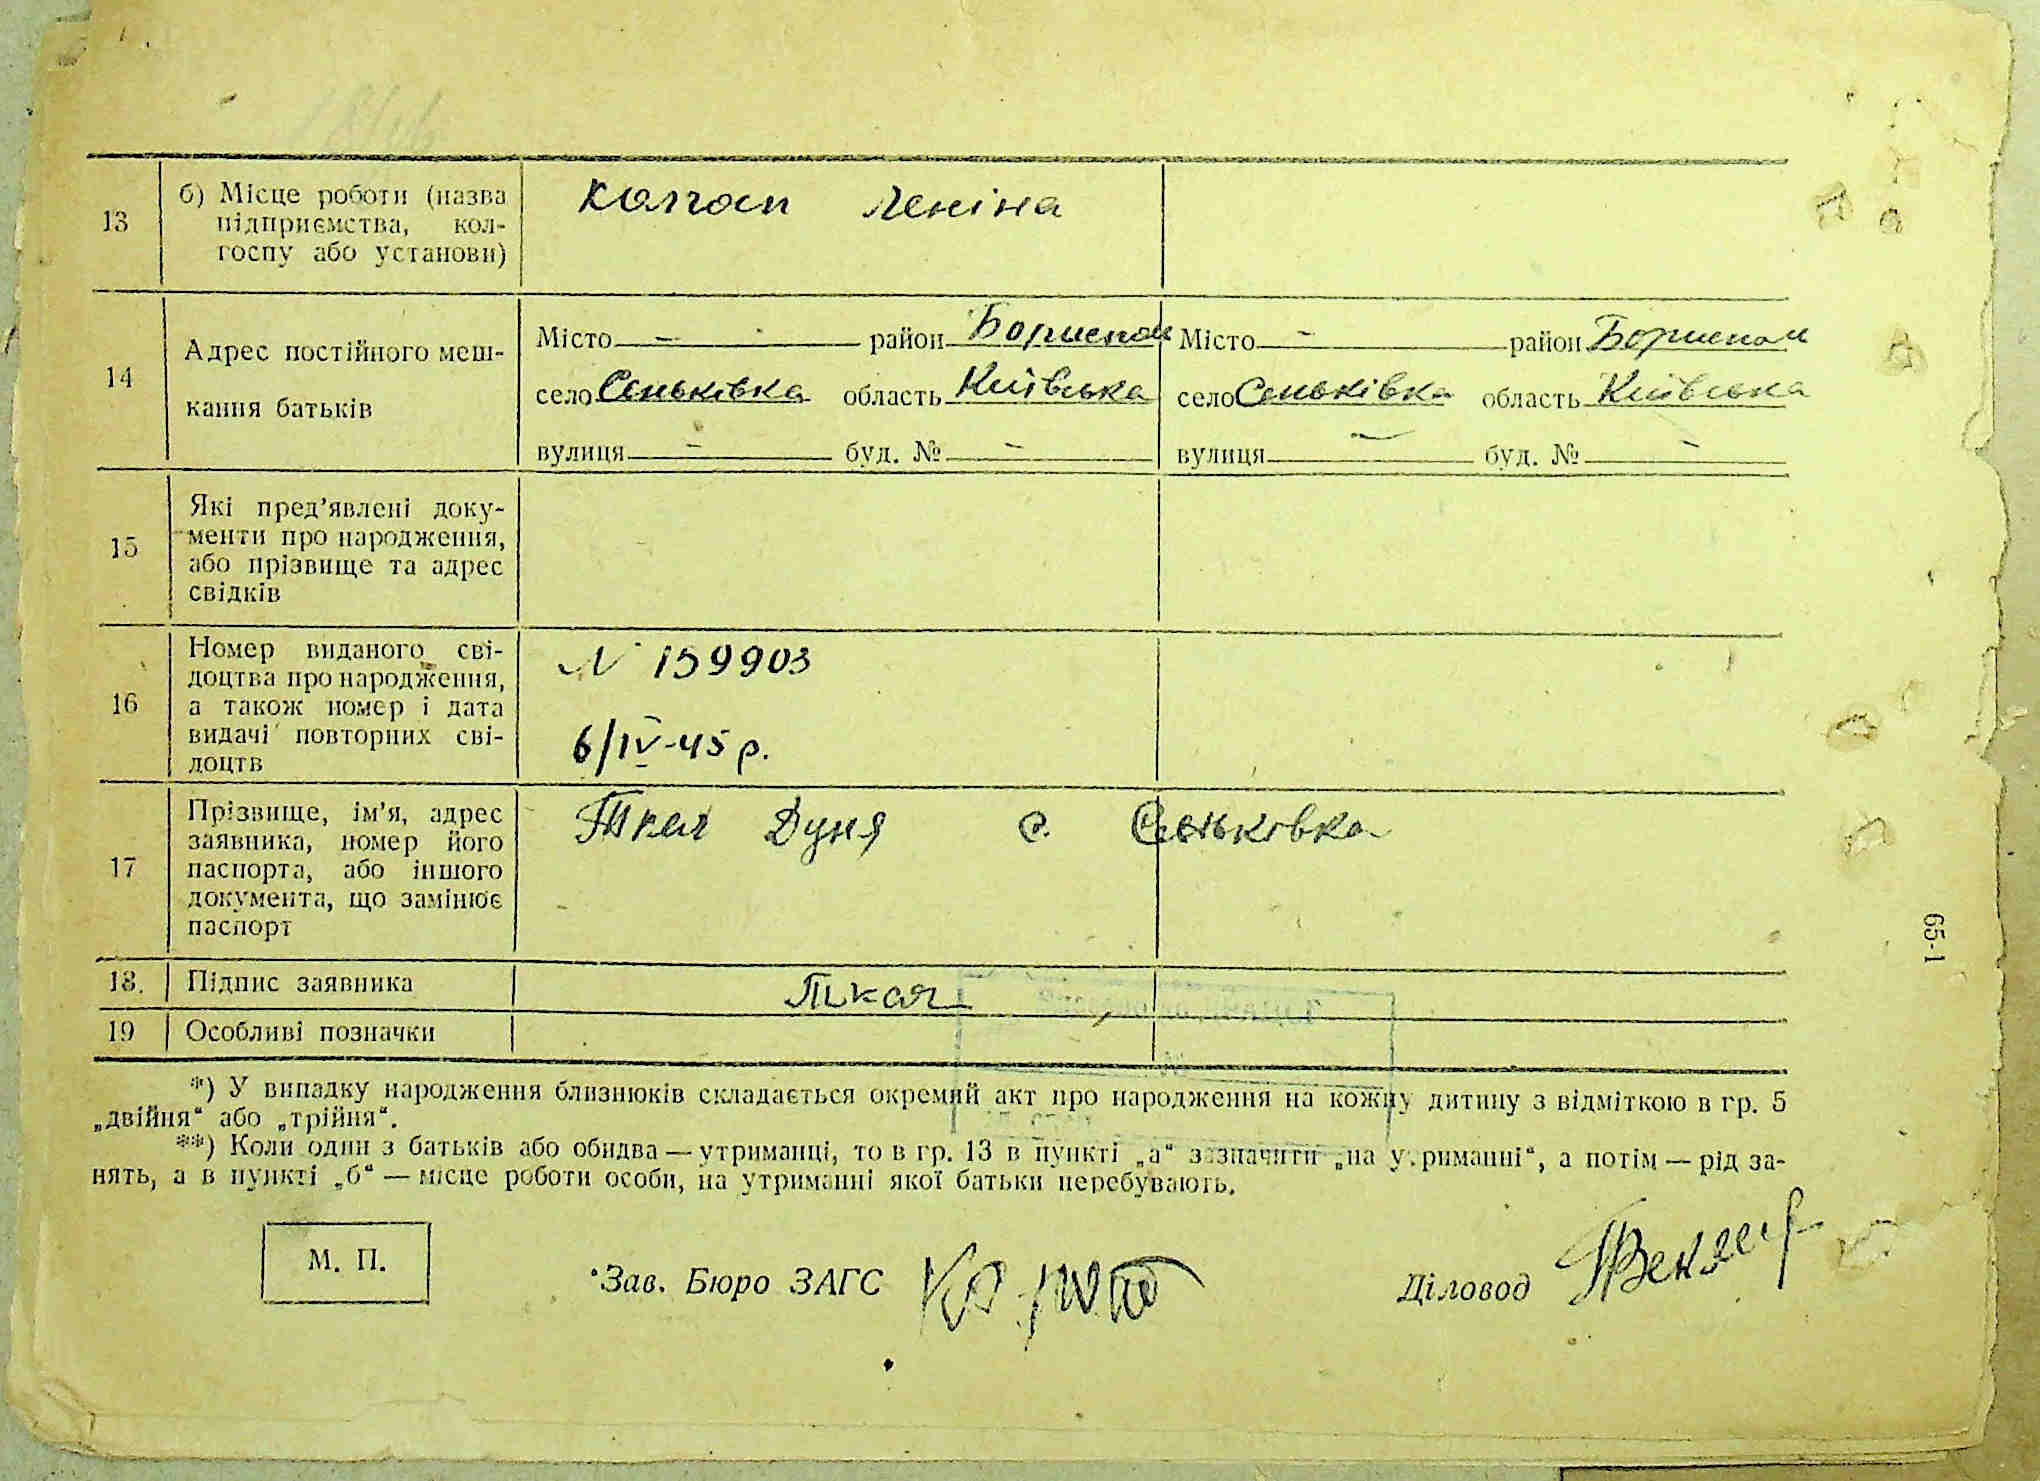 13
б) Місце роботи (назва
підприємства, кол-
госпу або установи)
Колгосп Леніна
14
Адрес постійного меш-
кання батьків
Місто — район Бориспол
село Сеньківка область Київська
вулиця — буд. № —
Місто — район Бориспол
село Сеньківка область Київська
вулиця — буд. № —
15
Які пред'явлені доку-
менти про народження,
або прізвище та адрес
свідків
16
Номер виданого сві-
доцтва про народження,
а також номер і дата
видачі повторних сві-
доцтв
N 159903
6/IV-45 р.
17
Прізвище, ім'я, адрес
заявника, номер його
паспорта, або іншого
документа, що замінює
паспорт
Ткач Дуня с. Сеньківка
18.
Підпис заявника
Ткач
19
Особливі позначки
*) У випадку народження близнюків складається окремий акт про народження на кожну дитину з відміткою в гр. 5
„двійня“ або „трійня“.
**) Коли один з батьків або обидва — утриманці, то в гр. 13 в пункті „а“ зазначити „на утриманні“, а потім — рід за-
нять, а в пункті „б“ — місце роботи особи, на утриманні якої батьки перебувають.
М. П.
Зав. Бюро ЗАГС
Діловод
65-1